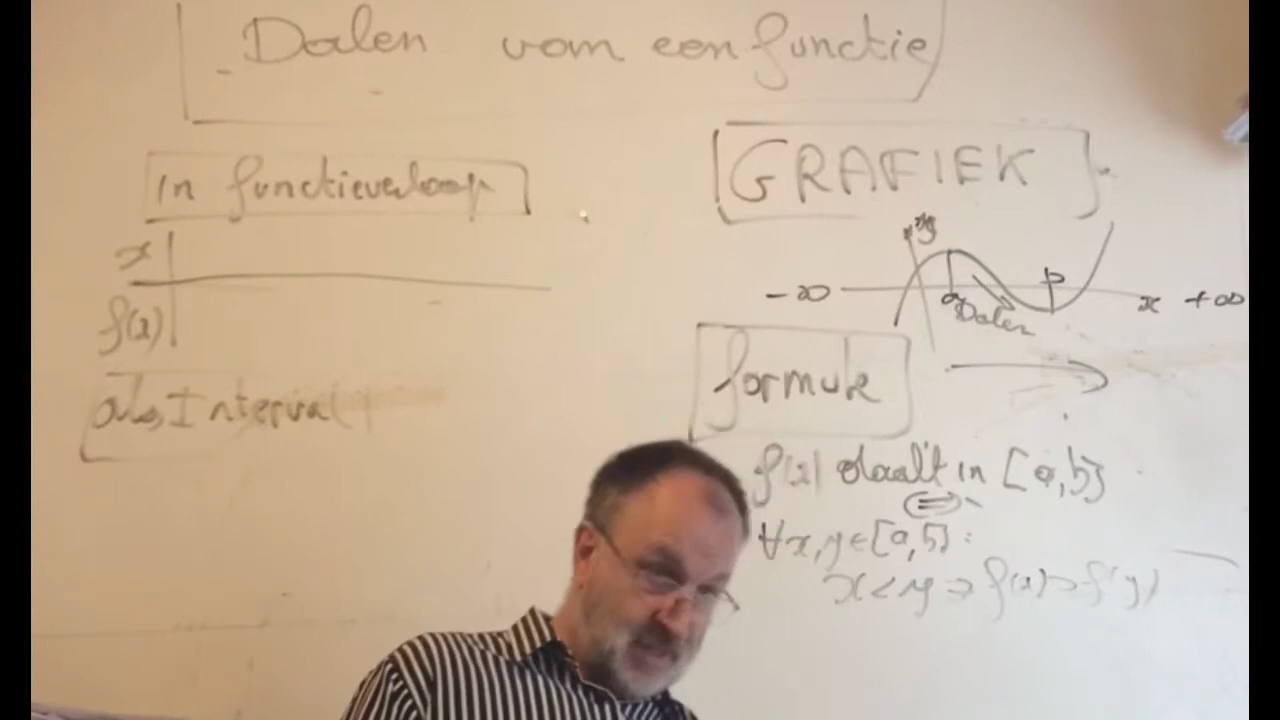 Dalen van een functie
in functieverloop
x
f(x)
als Interval
GRAFIEK
y
-∞ a b x +∞
Dalen
formule
f(x) daalt in [a,b]
⇔
∀x,y∈[a,b]:
x<y⇒f(x)>f(y)